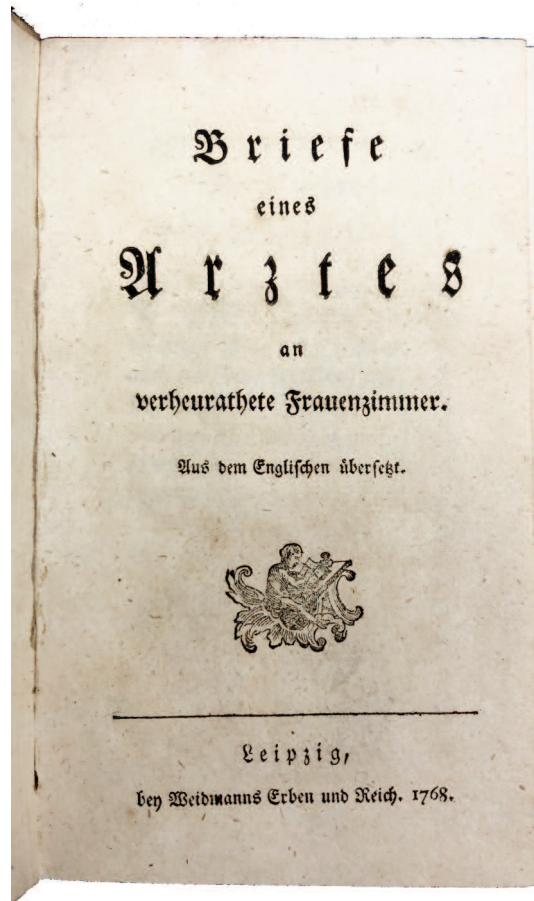 Briefe
eines
Arztes
an
verheurathete Frauenzimmer.
Aus dem Englischen übersetzt.
Leipzig,
bey Weidmanns Erben und Reich. 1768.